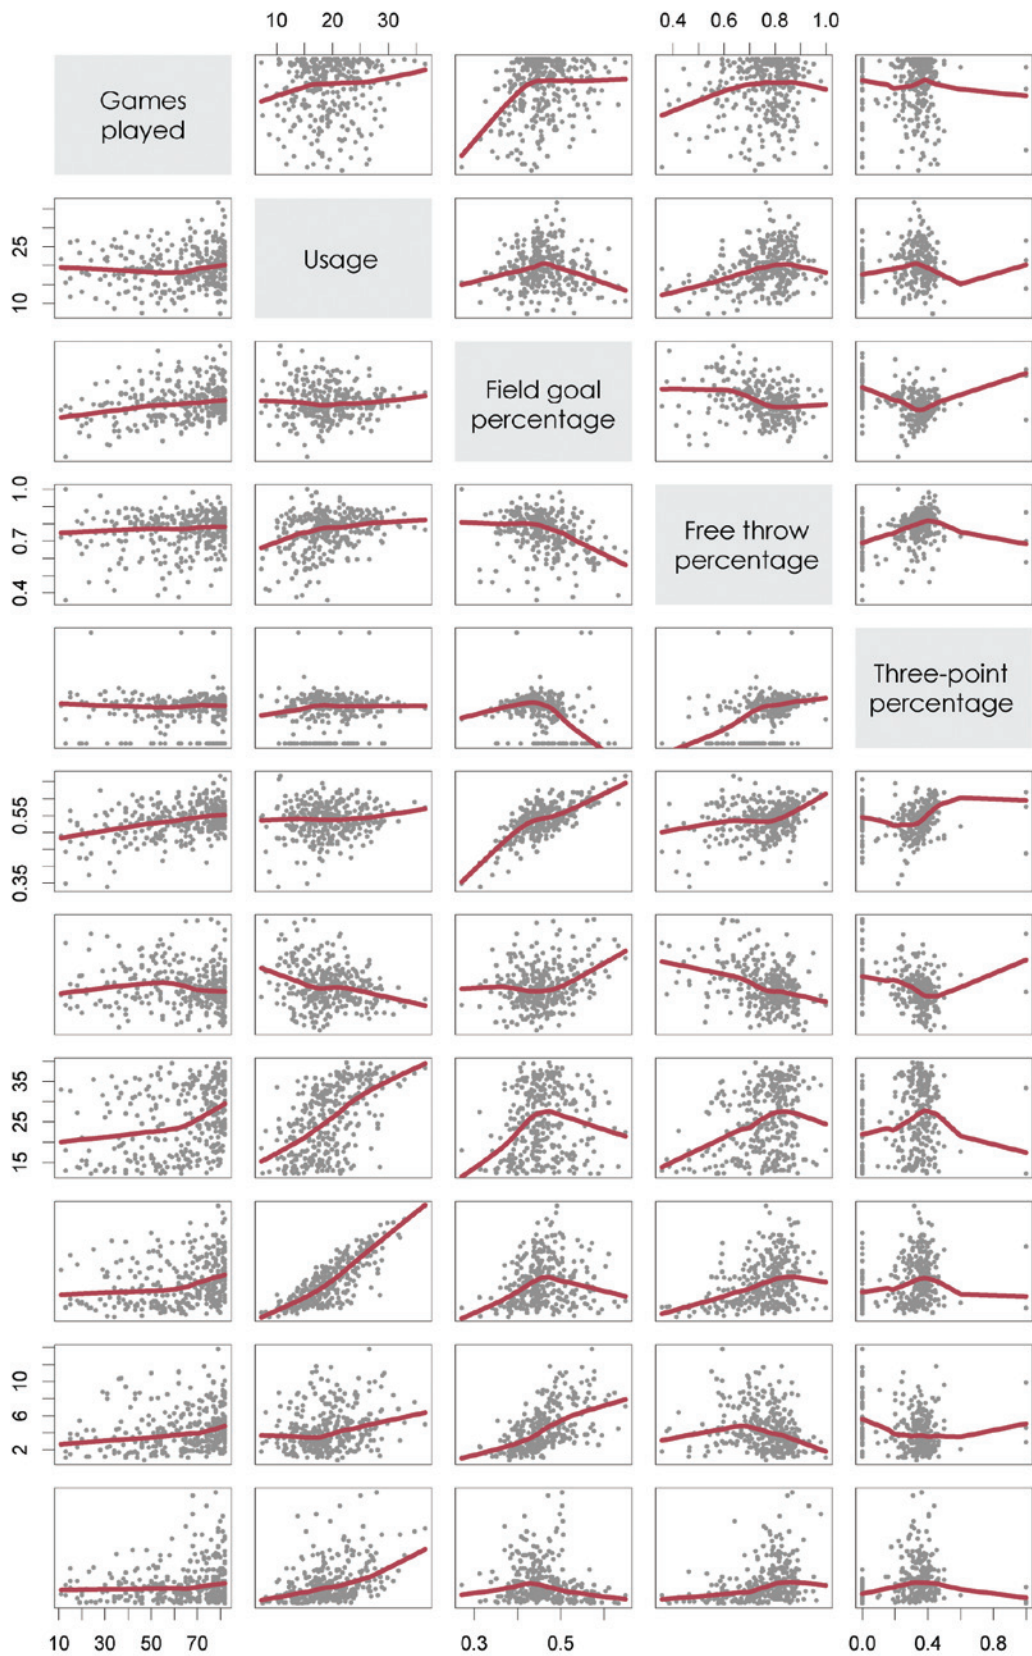 10 20 30 0.4 0.6 0.8 1.0
Games
played
25
10
Usage
Field goal
percentage
1.0
0.7
0.4
Free throw
percentage
Three-point
percentage
0.55
0.35
35
25
15
10
6
2
10 30 50 70 0.3 0.5 0.0 0.4 0.8